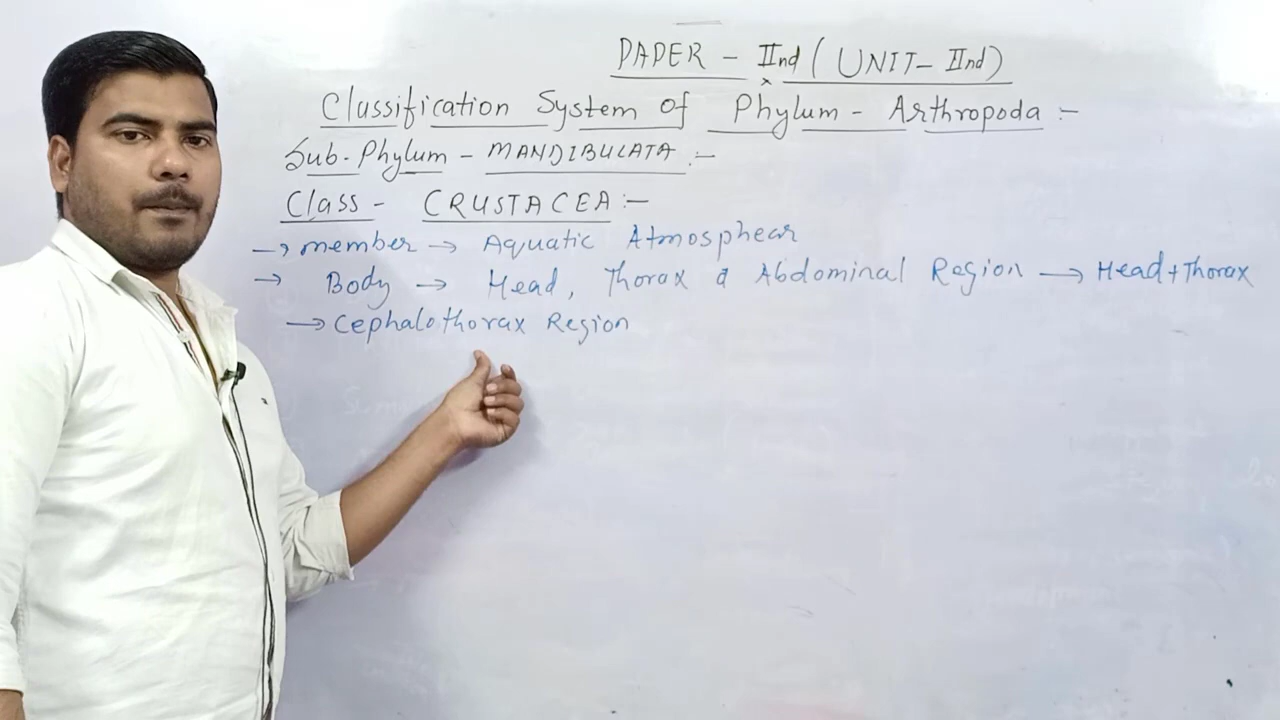 PAPER - IInd (UNIT- IInd)
Classification System of Phylum - Arthropoda :-
Sub-Phylum - MANDIBULATA :-
Class - CRUSTACEA :-
→ member → Aquatic Atmosphear
→ Body → Head, Thorax & Abdominal Region → Head+Thorax
→ Cephalothorax Region